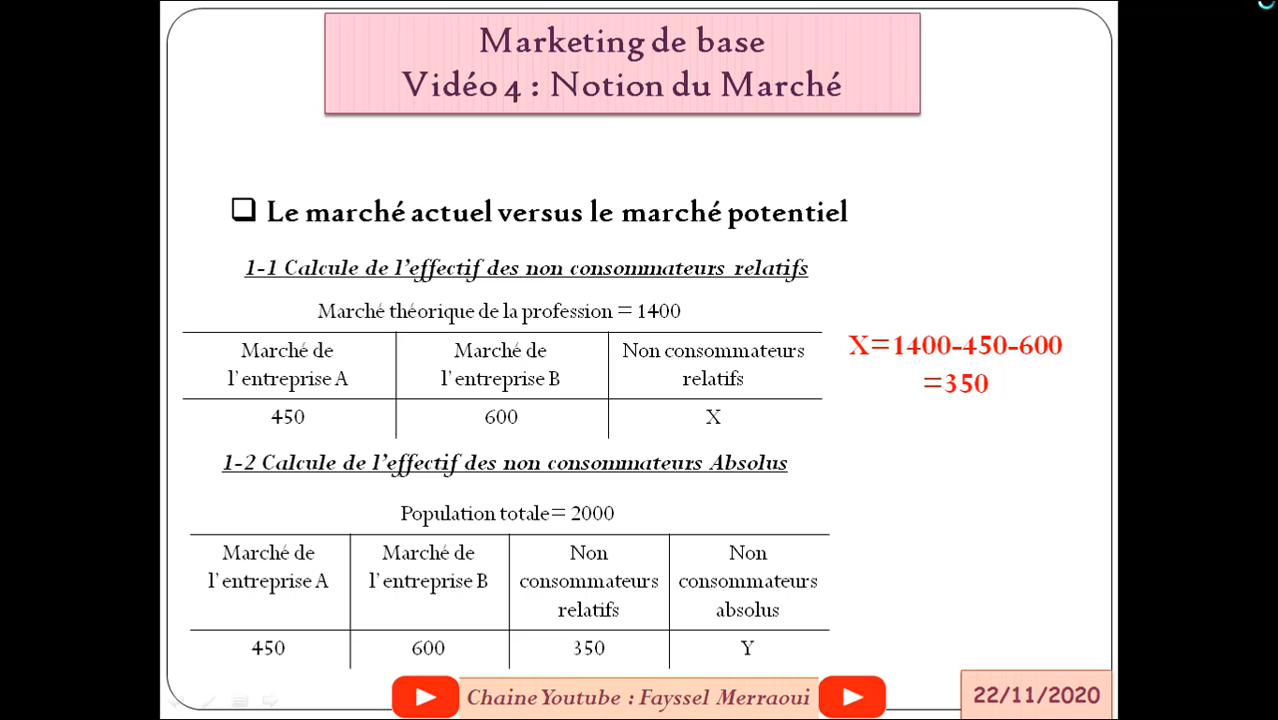 Marketing de base
Vidéo 4 : Notion du Marché
Le marché actuel versus le marché potentiel
1-1 Calcule de l'effectif des non consommateurs relatifs
Marché théorique de la profession = 1400
Marché de l'entreprise A
Marché de l'entreprise B
Non consommateurs relatifs
450 600 X
X=1400-450-600
=350
1-2 Calcule de l'effectif des non consommateurs Absolus
Population totale= 2000
Marché de l'entreprise A
Marché de l'entreprise B
Non consommateurs relatifs
Non consommateurs absolus
450 600 350 Y
Chaine Youtube : Fayssel Merraoui
22/11/2020